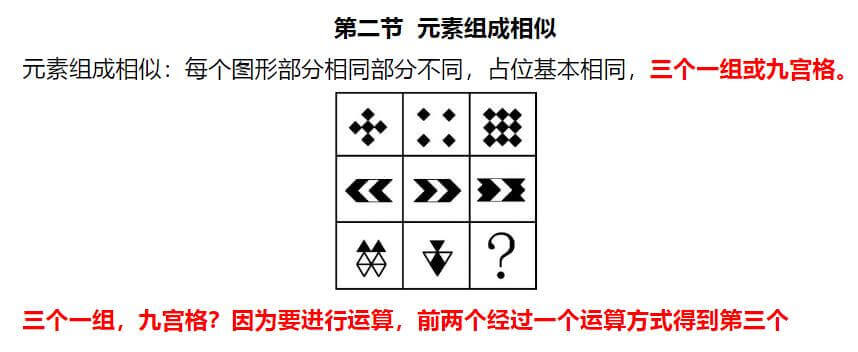 第二节 元素组成相似
元素组成相似：每个图形部分相同部分不同，占位基本相同，三个一组或九宫格。
?
三个一组，九宫格？因为要进行运算，前两个经过一个运算方式得到第三个